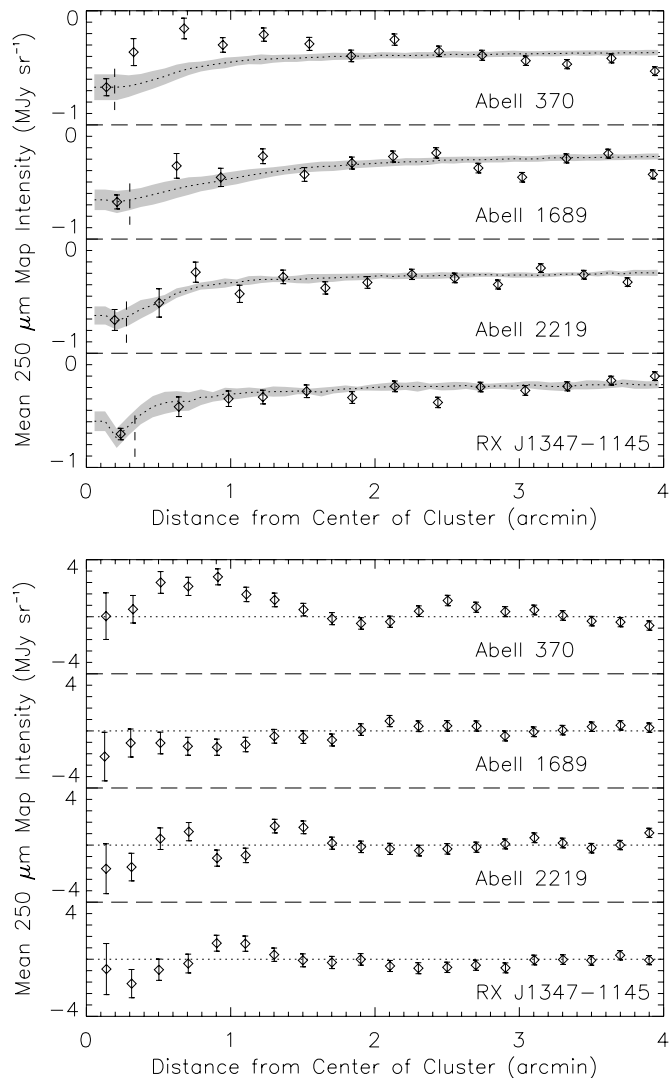 Mean 250 μm Map Intensity (MJy sr⁻¹)
0
Abell 370
−1
0
Abell 1689
−1
0
Abell 2219
−1
0
RX J1347−1145
−1
0 1 2 3 4
Distance from Center of Cluster (arcmin)
Mean 250 μm Map Intensity (MJy sr⁻¹)
4
Abell 370
−4
4
Abell 1689
−4
4
Abell 2219
−4
4
RX J1347−1145
−4
0 1 2 3 4
Distance from Center of Cluster (arcmin)